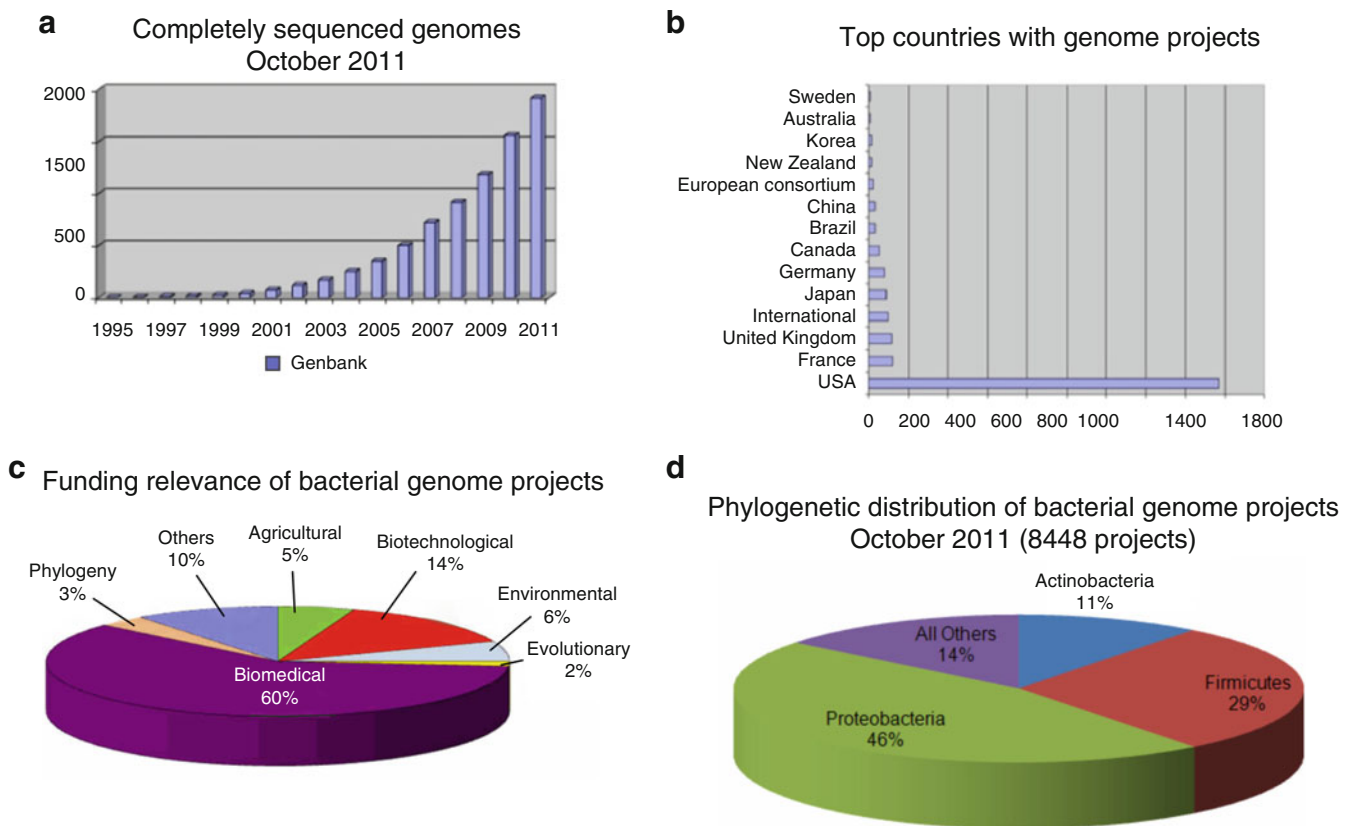 a
Completely sequenced genomes
October 2011
2000
1500
500
0
1995 1997 1999 2001 2003 2005 2007 2009 2011
Genbank
b
Top countries with genome projects
Sweden
Australia
Korea
New Zealand
European consortium
China
Brazil
Canada
Germany
Japan
International
United Kingdom
France
USA
0 200 400 600 800 1000 1400 1800
c
Funding relevance of bacterial genome projects
Phylogeny
3%
Others
10%
Agricultural
5%
Biotechnological
14%
Environmental
6%
Evolutionary
2%
Biomedical
60%
d
Phylogenetic distribution of bacterial genome projects
October 2011 (8448 projects)
Actinobacteria
11%
All Others
14%
Firmicutes
29%
Proteobacteria
46%